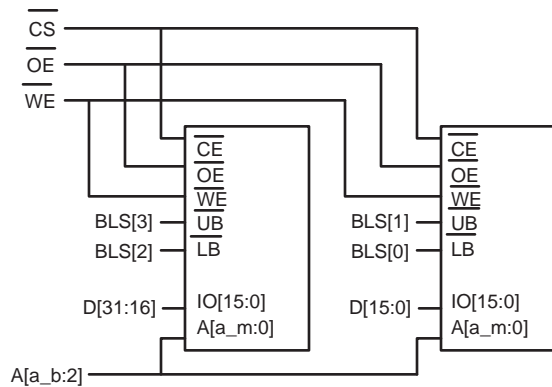 CS
OE
WE
CE
OE
WE
BLS[3] UB
BLS[2] LB
D[31:16] IO[15:0]
A[a_m:0]
CE
OE
WE
BLS[1] UB
BLS[0] LB
D[15:0] IO[15:0]
A[a_m:0]
A[a_b:2]